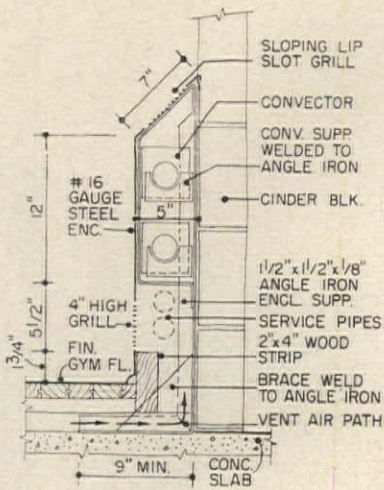 7"
SLOPING LIP
SLOT GRILL
CONVECTOR
CONV. SUPP.
WELDED TO
ANGLE IRON
# 16
GAUGE
STEEL
ENC.
12"
5"
CINDER BLK.
1 1/2" x 1 1/2" x 1/8"
ANGLE IRON
ENCL. SUPP.
5 1/2"
4" HIGH
GRILL
SERVICE PIPES
2" x 4" WOOD
STRIP
1 3/4"
FIN.
GYM FL.
BRACE WELD
TO ANGLE IRON
VENT AIR PATH
9" MIN.
CONC.
SLAB